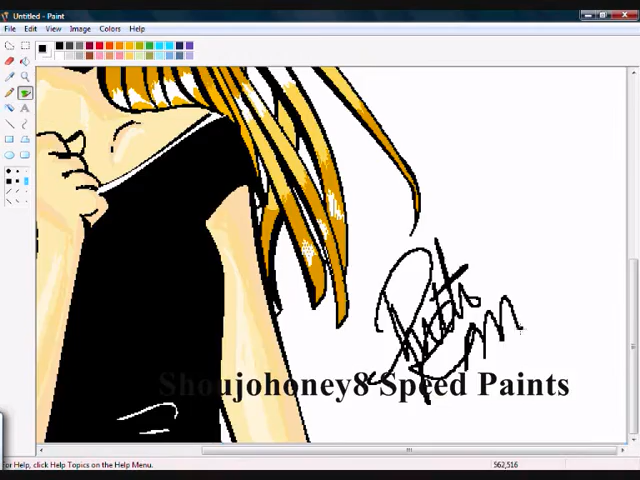 Untitled - Paint
File Edit View Image Colors Help
Shoujohoney8 Speed Paints
For Help, click Help Topics on the Help Menu.
562,516